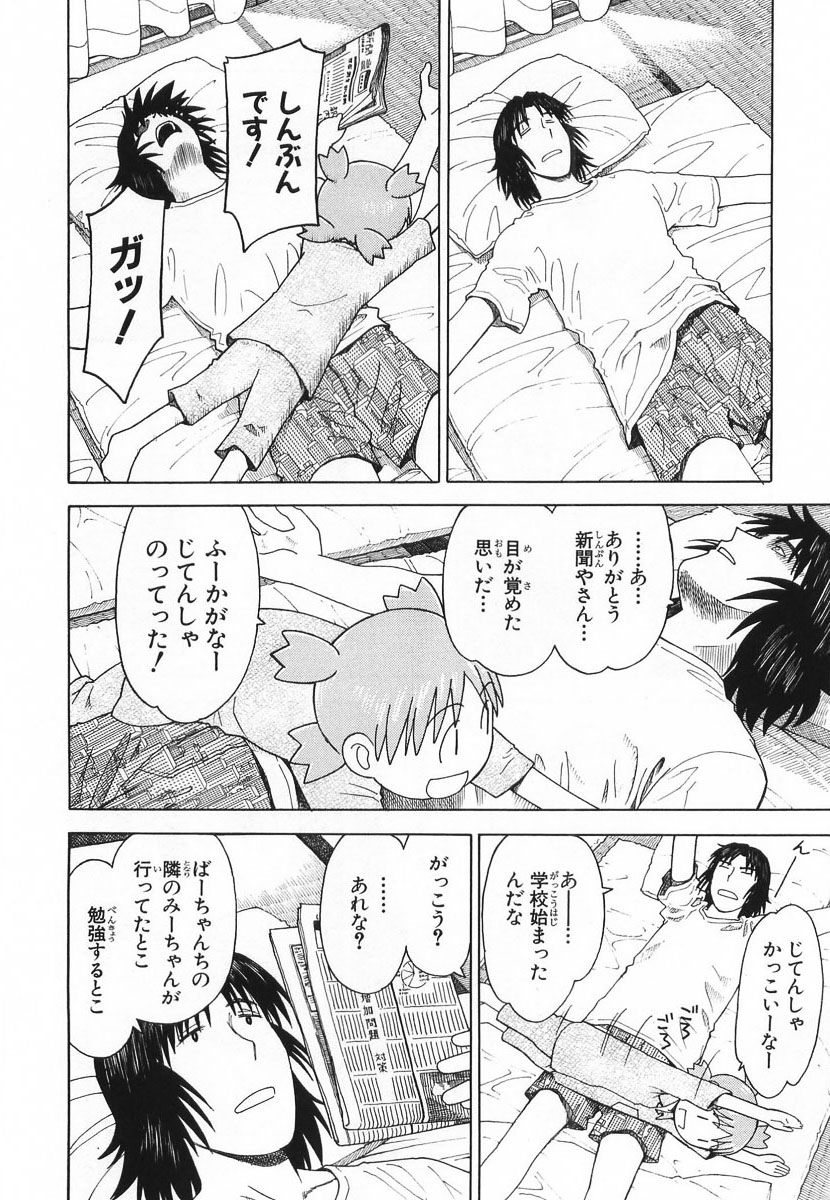 しんぶん
です！
ガッ！
……あ…
ありがとう
新聞やさん…
目が覚めた
思いだ…
ふーかがなー
じてんしゃ
のってった！
ん
じてんしゃ
かっこいーなー
ごろ
ごろ
あー…
学校始まった
んだな
がっこう？
……
あれな？
ばーちゃんちの
隣のみーちゃんが
行ってたとこ
勉強するとこ
増加問題
対策